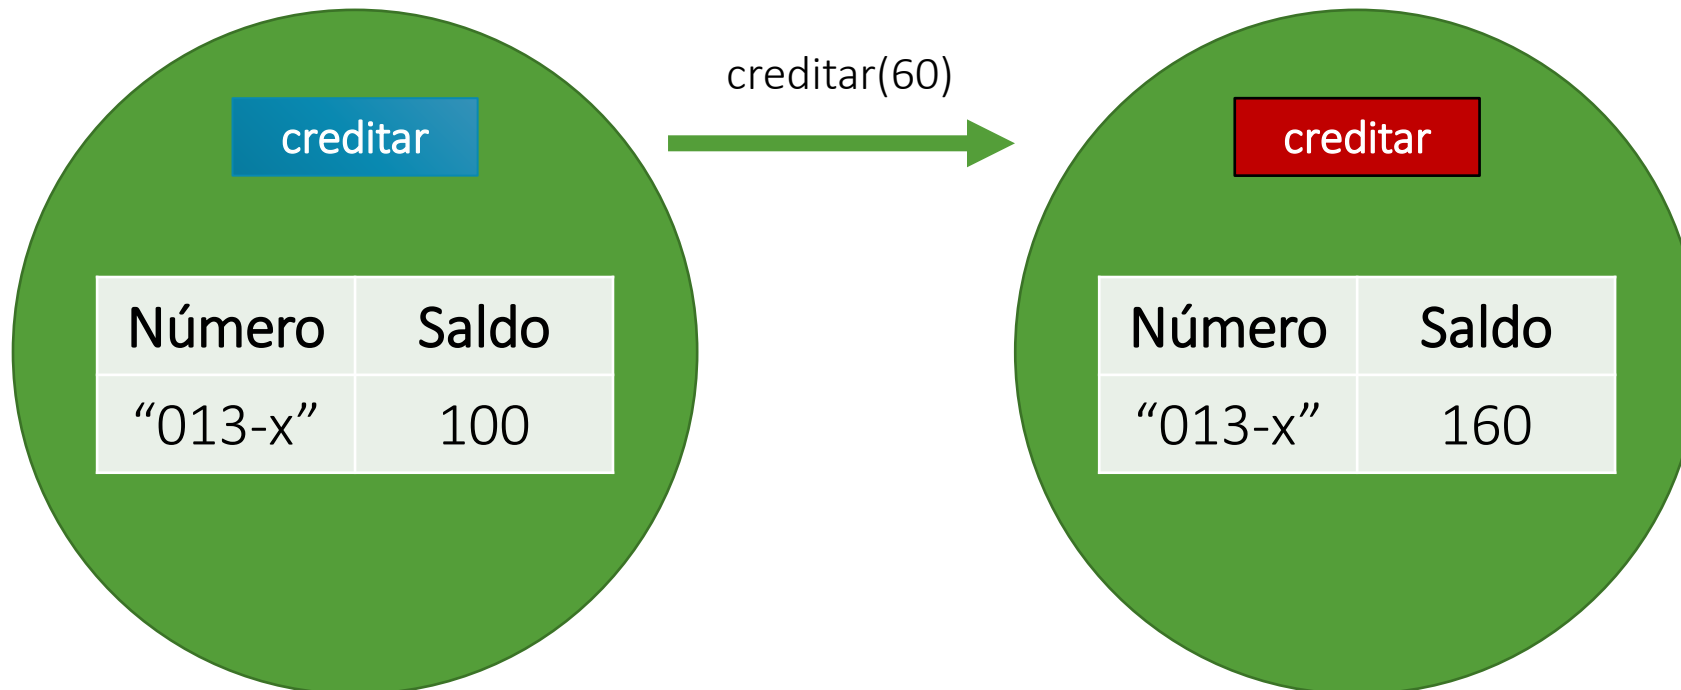 creditar(60)
creditar
creditar
Número Saldo
“013-x” 100
Número Saldo
“013-x” 160